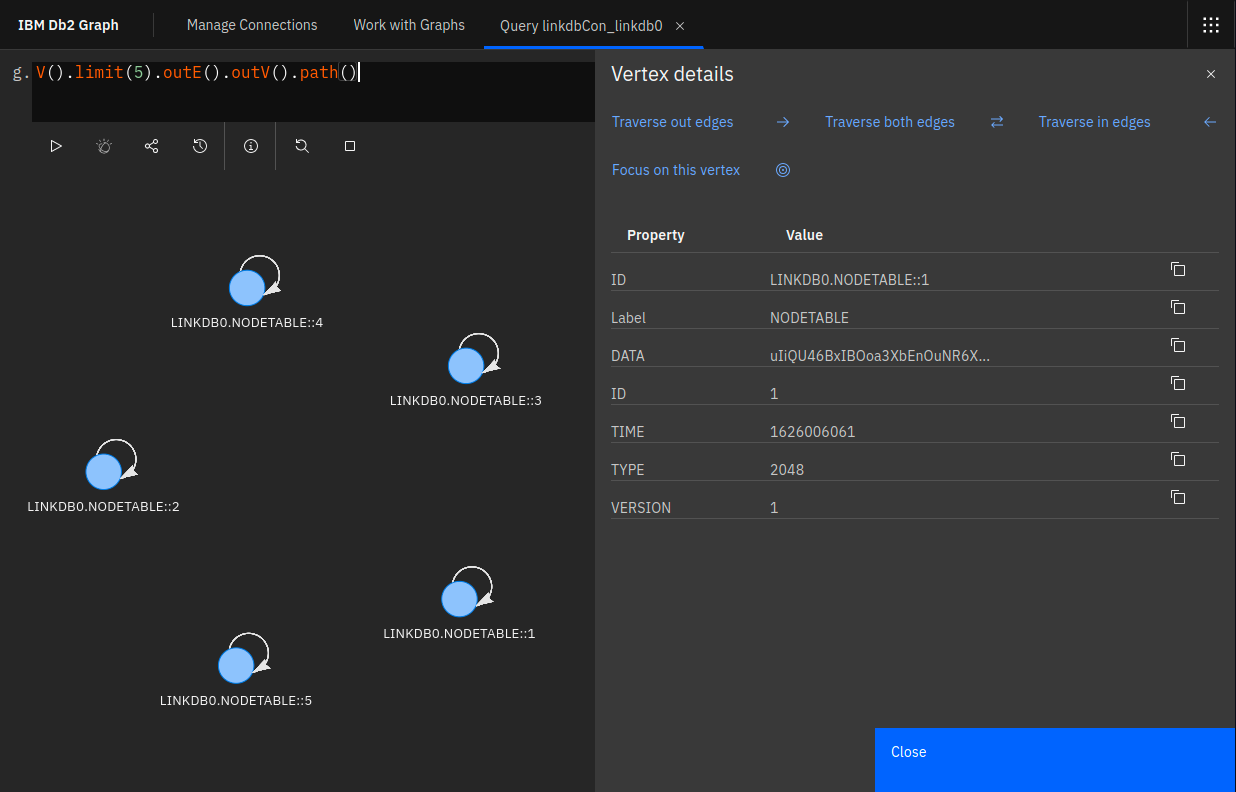 IBM Db2 Graph
Manage Connections
Work with Graphs
Query linkdbCon_linkdb0
g. V().limit(5).outE().outV().path()
LINKDB0.NODETABLE::4
LINKDB0.NODETABLE::3
LINKDB0.NODETABLE::2
LINKDB0.NODETABLE::1
LINKDB0.NODETABLE::5
Vertex details
Traverse out edges
Traverse both edges
Traverse in edges
Focus on this vertex
Property Value
ID LINKDB0.NODETABLE::1
Label NODETABLE
DATA uIiQU46BxIBOoa3XbEnOuNR6X...
ID 1
TIME 1626006061
TYPE 2048
VERSION 1
Close